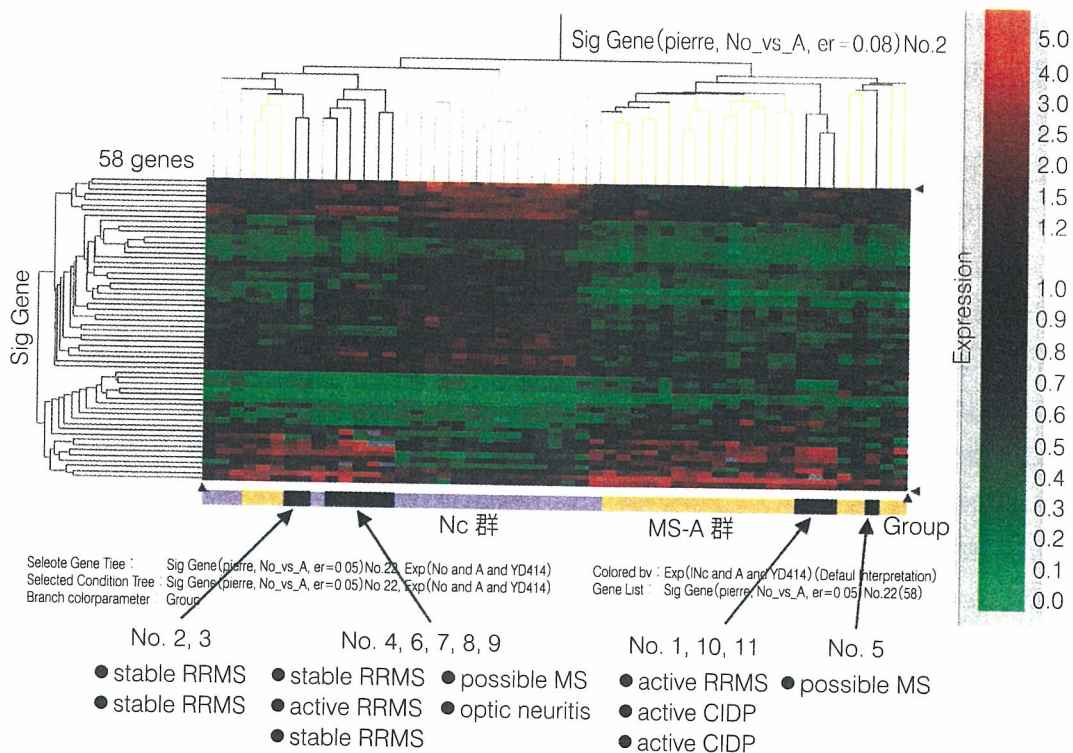 Sig Gene(pierre, No_vs_A, er=0.08)No.2
58 genes
Sig Gene
Expression
5.0
4.0
3.0
2.5
2.0
1.5
1.2
1.0
0.9
0.8
0.7
0.6
0.5
0.4
0.3
0.2
0.1
0.0
Nc 群
MS-A 群
Group
Seleote Gene Tiee : Sig Gene(pierre, No_vs_A, er=0 05)No.22, Exp(No and A and YD414)
Selected Condition Tree : Sig Gene(pierre, No_vs_A, er=0.05)No 22, Exp(No and A and YD414)
Branch colorparameter : Group
Colored bv : Exp(INc and A and YD414) (Defaul Interpretation)
Gene List : Sig Gene(pierre, No_vs_A, er=0.05) No.22(58)
No. 2, 3
● stable RRMS
● stable RRMS
No. 4, 6, 7, 8, 9
● stable RRMS ● possible MS
● active RRMS ● optic neuritis
● stable RRMS
No. 1, 10, 11
● active RRMS
● active CIDP
● active CIDP
No. 5
● possible MS